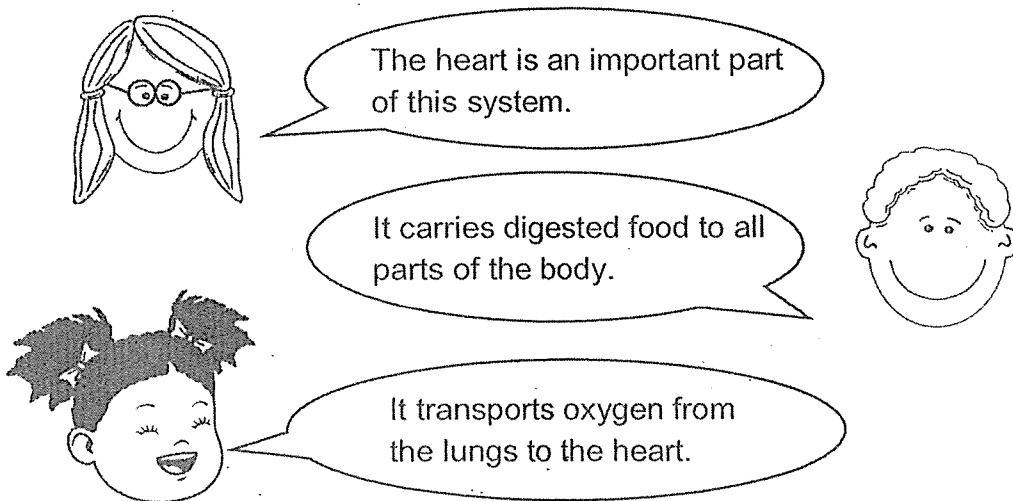 The heart is an important part
of this system.
It carries digested food to all
parts of the body.
It transports oxygen from
the lungs to the heart.